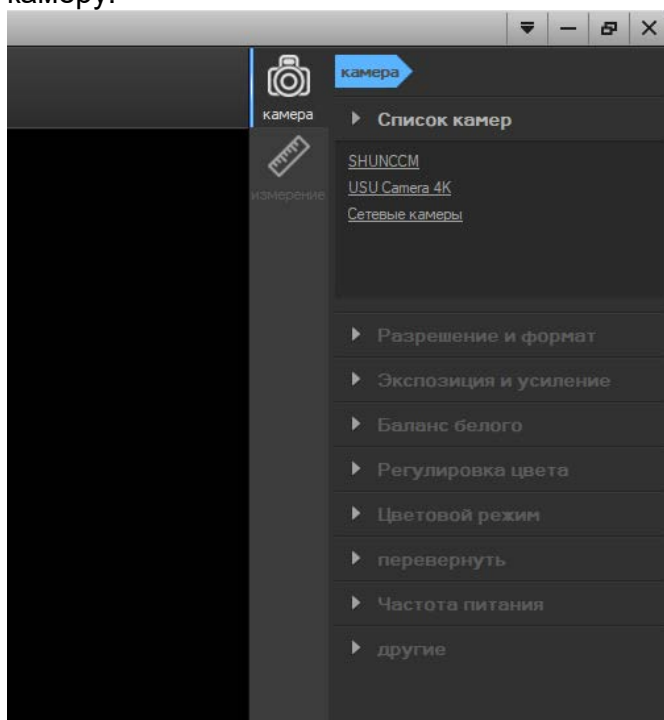 камеру.
камера
камера
Список камер
измерение
SHUNCCM
USU Camera 4K
Сетевые камеры
Разрешение и формат
Экспозиция и усиление
Баланс белого
Регулировка цвета
Цветовой режим
перевернуть
Частота питания
другие